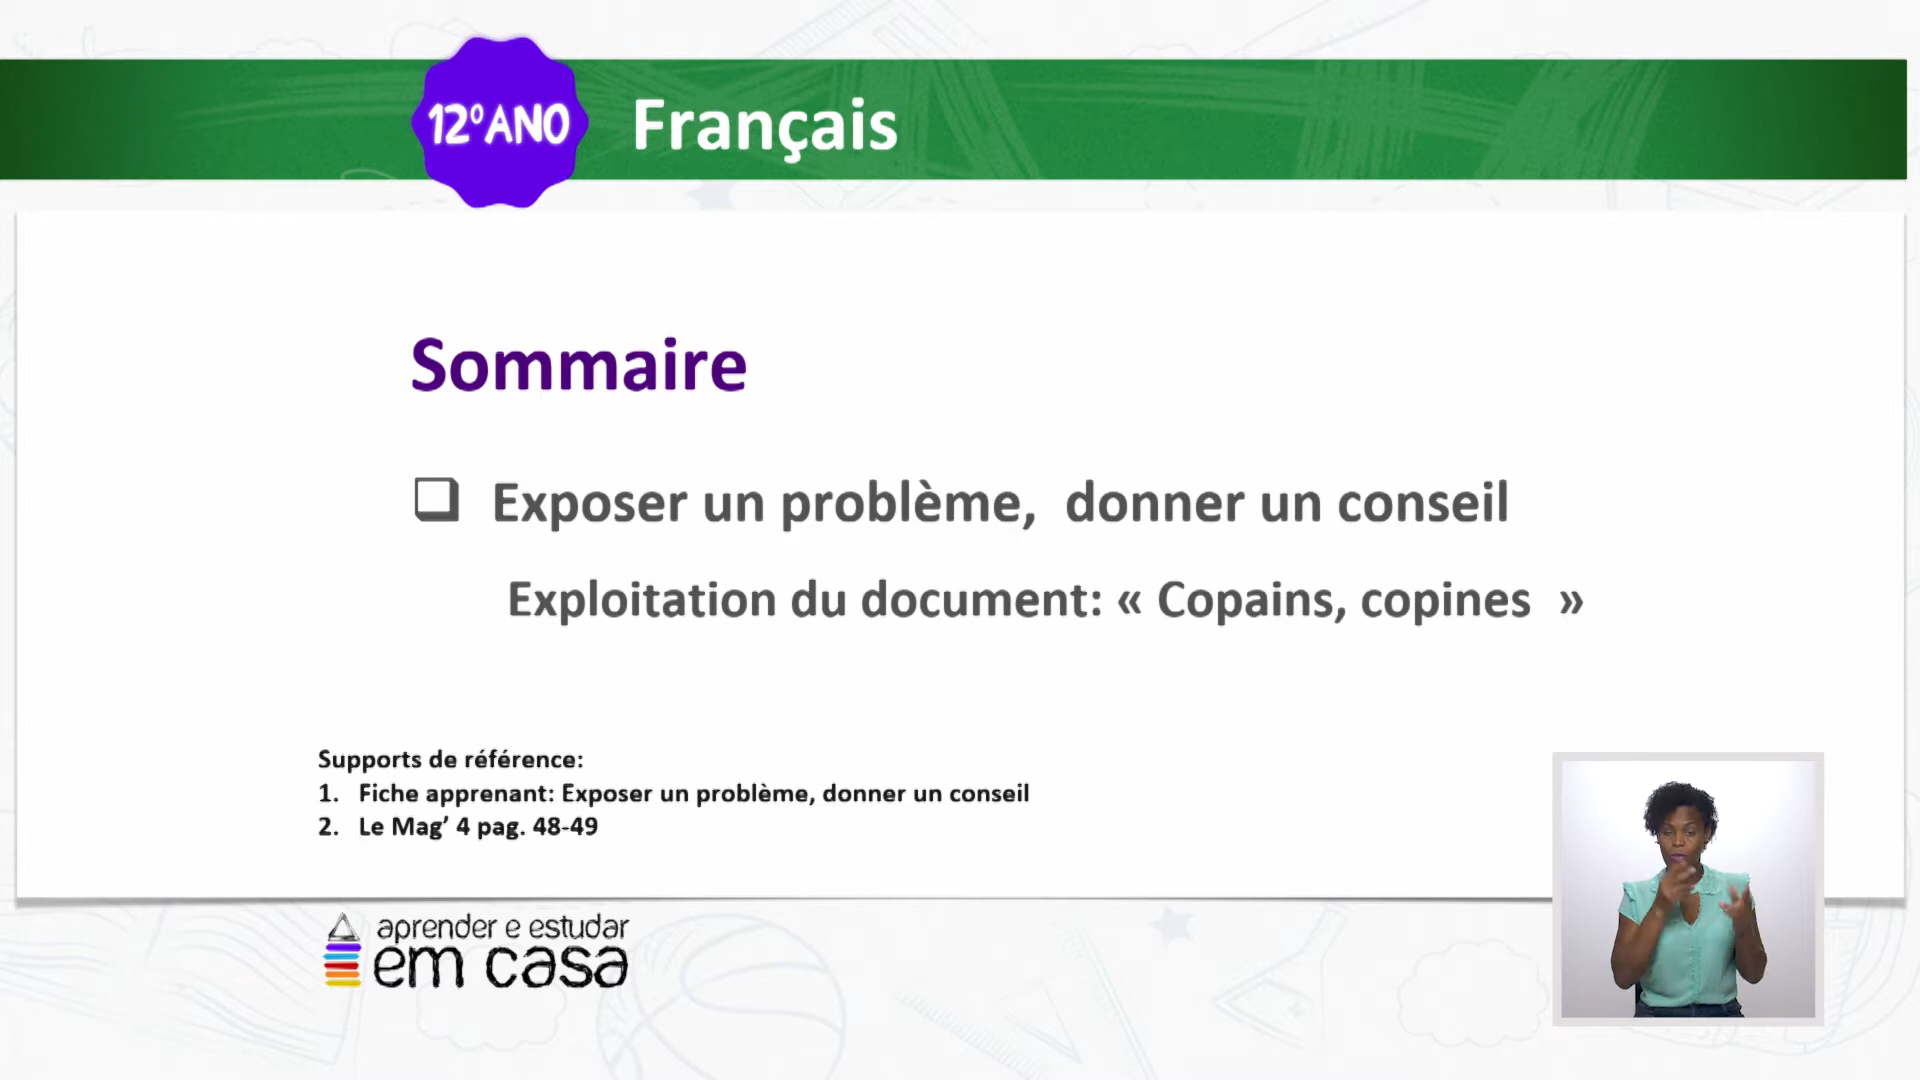 12ºANO
Français
Sommaire
❑ Exposer un problème, donner un conseil
Exploitation du document: « Copains, copines »
Supports de référence:
1. Fiche apprenant: Exposer un problème, donner un conseil
2. Le Mag’ 4 pag. 48-49
aprender e estudar
em casa